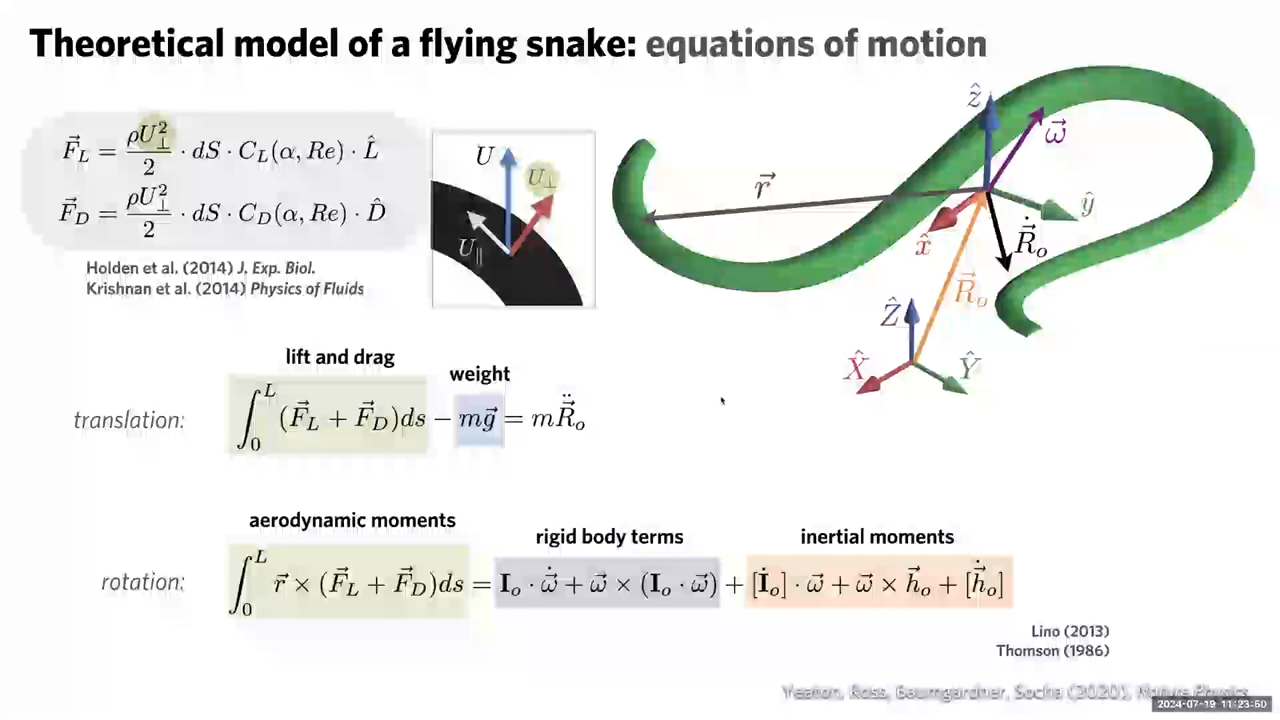 Theoretical model of a flying snake: equations of motion
F⃗_L = ρU⊥²/2 · dS · C_L(α, Re) · L̂
F⃗_D = ρU⊥²/2 · dS · C_D(α, Re) · D̂
Holden et al. (2014) J. Exp. Biol.
Krishnan et al. (2014) Physics of Fluids
U
U⊥
U∥
ẑ
ω⃗
r⃗
ŷ
x̂
Ṙ⃗_o
R⃗_o
Ẑ
X̂
Ŷ
lift and drag
weight
translation: ∫₀ᴸ (F⃗_L + F⃗_D)ds − mg⃗ = mR̈⃗_o
aerodynamic moments
rigid body terms
inertial moments
rotation: ∫₀ᴸ r⃗ × (F⃗_L + F⃗_D)ds = I_o · ω̇⃗ + ω⃗ × (I_o · ω⃗) + [İ_o] · ω⃗ + ω⃗ × h⃗_o + [ḣ⃗_o]
Lino (2013)
Thomson (1986)
Yeaton, Ross, Baumgardner, Socha (2020), Nature Physics
2024-07-19 11:23:50